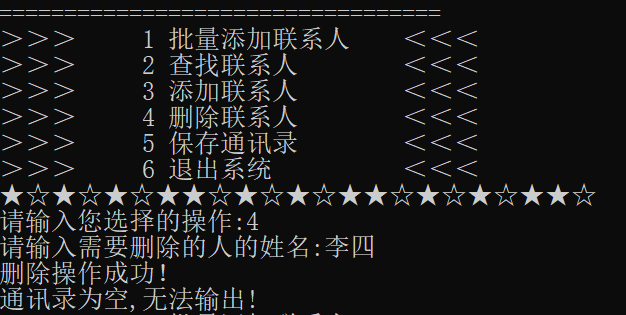 ==================================
>>> 1 批量添加联系人 <<<
>>> 2 查找联系人 <<<
>>> 3 添加联系人 <<<
>>> 4 删除联系人 <<<
>>> 5 保存通讯录 <<<
>>> 6 退出系统 <<<
★☆★☆★☆★★☆★☆★☆★☆★★☆★☆★★☆
请输入您选择的操作:4
请输入需要删除的人的姓名:李四
删除操作成功!
通讯录为空,无法输出!